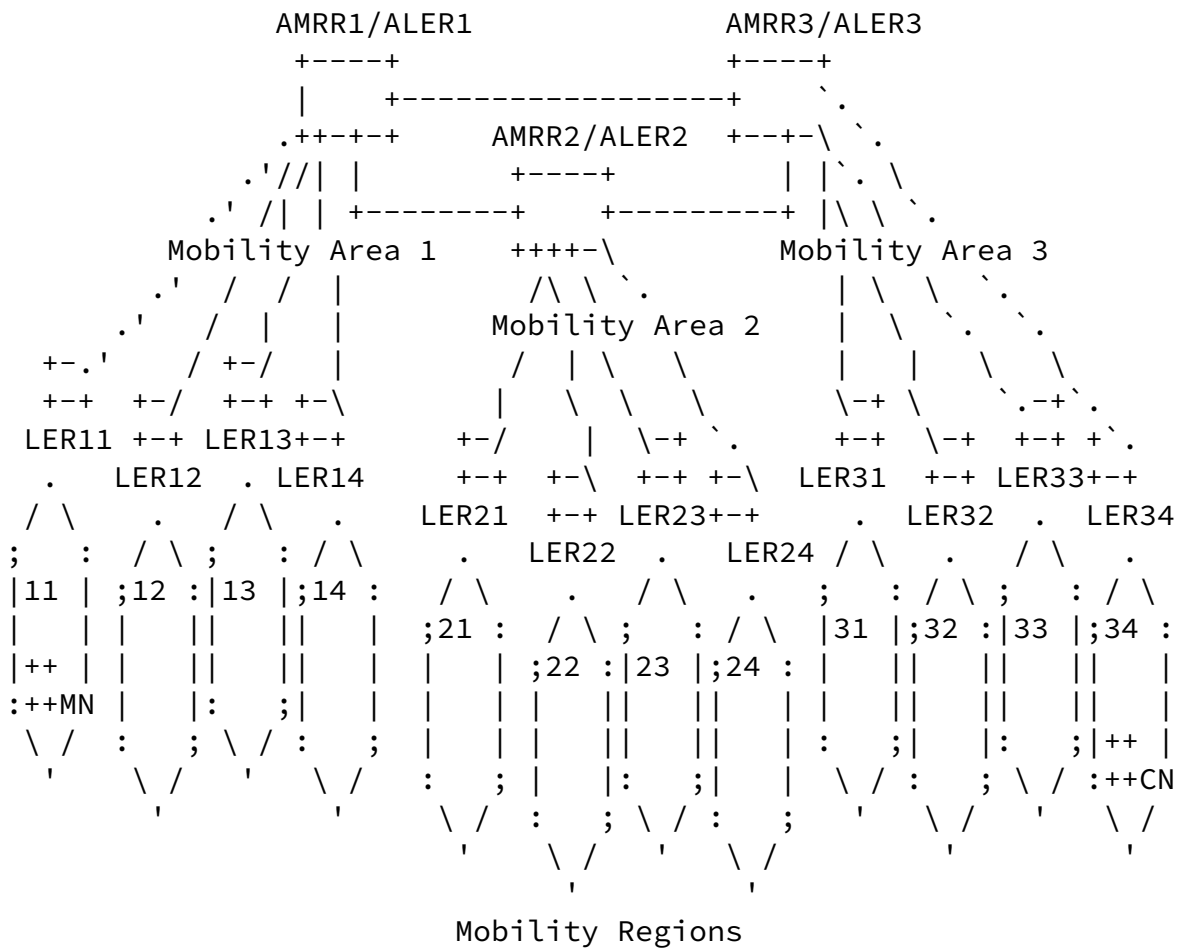 AMRR1/ALER1 AMRR3/ALER3
AMRR2/ALER2
Mobility Area 1 Mobility Area 3
Mobility Area 2
LER11 LER13
LER12 LER14 LER31 LER33
LER21 LER23 LER32 LER34
LER22 LER24
11 12 13 14
21 31 32 33 34
22 23 24
MN
CN
Mobility Regions